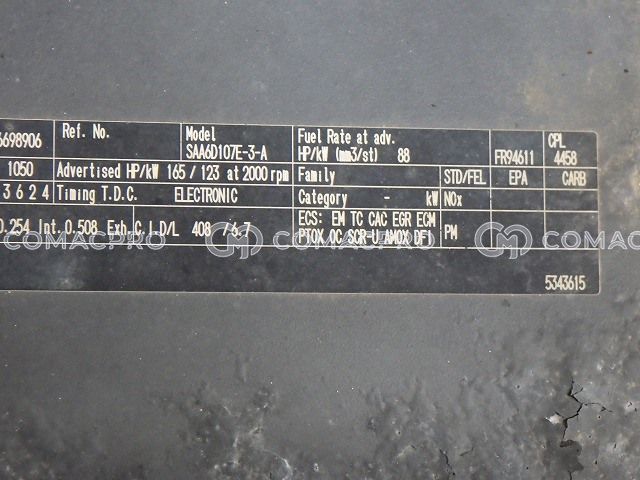 6698906 Ref. No. Model SAA6D107E-3-A Fuel Rate at adv. HP/kW (mm3/st) 88 FR94611 CPL 4458
1050 Advertised HP/kW 165 / 123 at 2000 rpm Family STD/FEL EPA CARB
3 6 2 4 Timing T.D.C. ELECTRONIC Category - kW NOx
0.254 Int. 0.508 Exh. C.I.D/L 408 /6.7 ECS: EM TC CAC EGR ECM PM
PTOX OC SCR-U AMOX DFI
COMACPRO COMACPRO COMACPRO
5343615